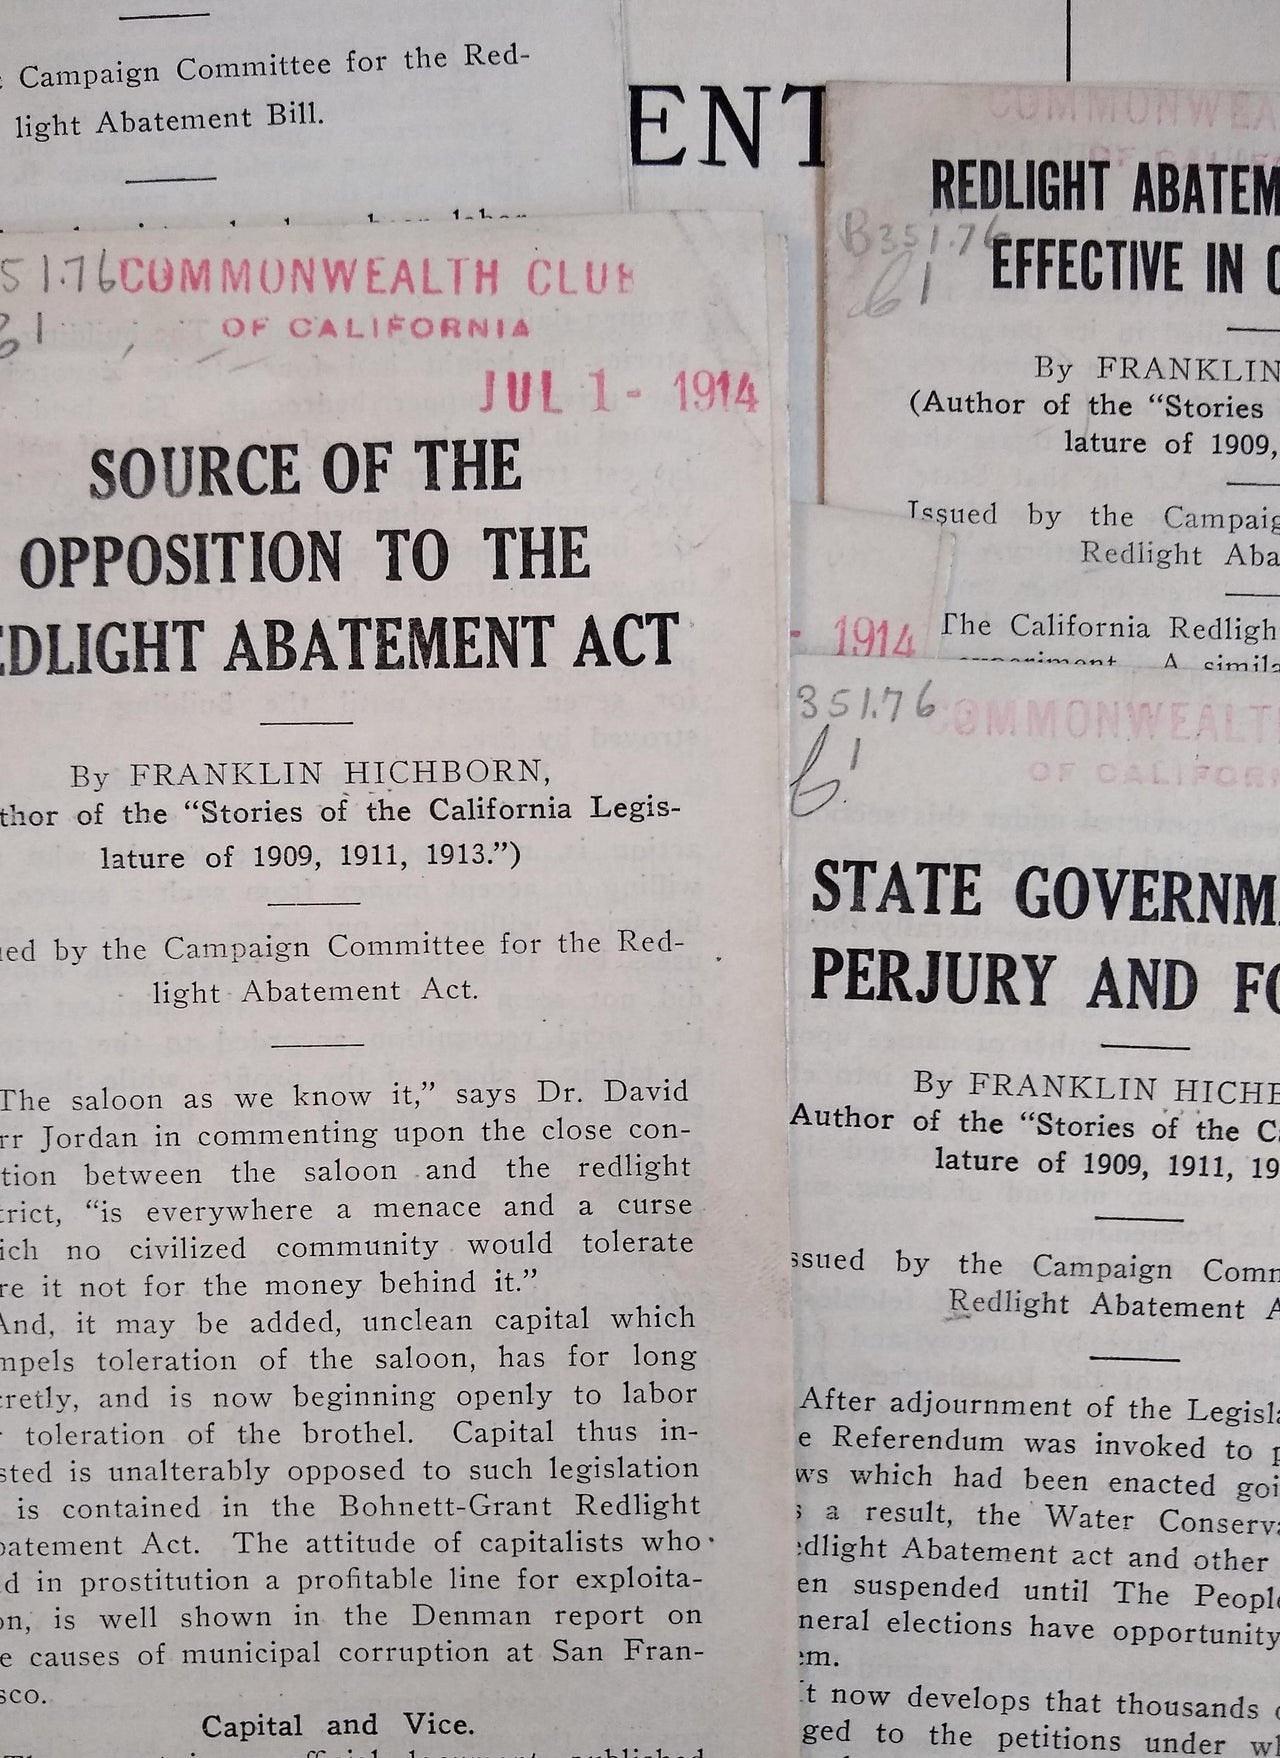 Campaign Committee for the Red-
light Abatement Bill.
ENT
51.76
COMMONWEALTH CLUB
OF CALIFORNIA
JUL 1 - 1914
SOURCE OF THE
OPPOSITION TO THE
EDLIGHT ABATEMENT ACT
By FRANKLIN HICHBORN,
thor of the “Stories of the California Legis-
lature of 1909, 1911, 1913.”)
ued by the Campaign Committee for the Red-
light Abatement Act.
The saloon as we know it,” says Dr. David
rr Jordan in commenting upon the close con-
tion between the saloon and the redlight
trict, “is everywhere a menace and a curse
ich no civilized community would tolerate
re it not for the money behind it.”
And, it may be added, unclean capital which
mpels toleration of the saloon, has for long
cretly, and is now beginning openly to labor
toleration of the brothel. Capital thus in-
sted is unalterably opposed to such legislation
is contained in the Bohnett-Grant Redlight
batement Act. The attitude of capitalists who
d in prostitution a profitable line for exploita-
on, is well shown in the Denman report on
e causes of municipal corruption at San Fran-
sco.
Capital and Vice.
COMMONWEA
REDLIGHT ABATEM
B351.76
b1
EFFECTIVE IN C
By FRANKLIN
(Author of the “Stories
lature of 1909,
Issued by the Campaig
Redlight Aba
The California Redligh
experiment. A simila
- 1914
351.76
b1
COMMONWEALT
OF CALIFOR
STATE GOVERNM
PERJURY AND FO
By FRANKLIN HICHB
Author of the “Stories of the Ca
lature of 1909, 1911, 19
ssued by the Campaign Comm
Redlight Abatement A
After adjournment of the Legisla
e Referendum was invoked to p
ws which had been enacted goi
s a result, the Water Conserva
edlight Abatement act and other
en suspended until The People
neral elections have opportunity
em.
t now develops that thousands o
ged to the petitions under wh